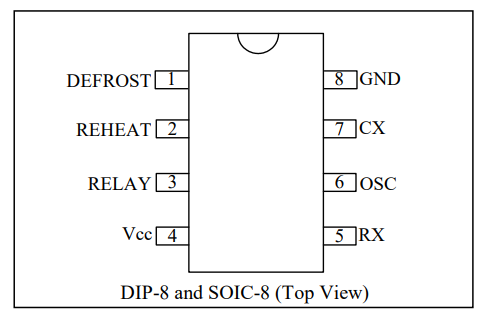 DEFROST 1 8 GND
REHEAT 2 7 CX
RELAY 3 6 OSC
Vcc 4 5 RX
DIP-8 and SOIC-8 (Top View)